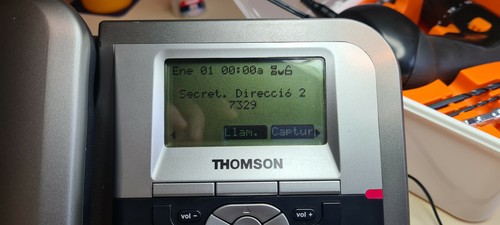 Ene 01 00:00a
Secret. Direcció 2
7329
Llam. Captur
THOMSON
vol − vol +